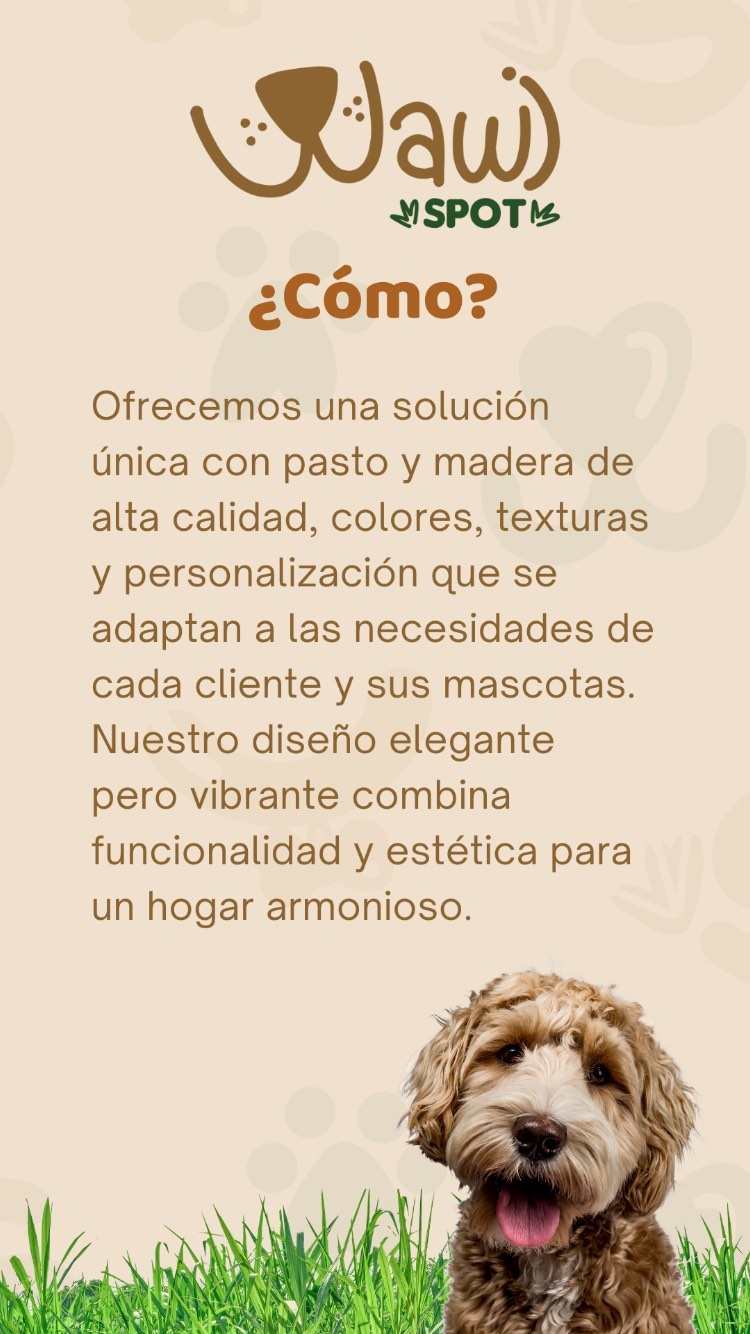 Wawi
SPOT
¿Cómo?
Ofrecemos una solución
única con pasto y madera de
alta calidad, colores, texturas
y personalización que se
adaptan a las necesidades de
cada cliente y sus mascotas.
Nuestro diseño elegante
pero vibrante combina
funcionalidad y estética para
un hogar armonioso.